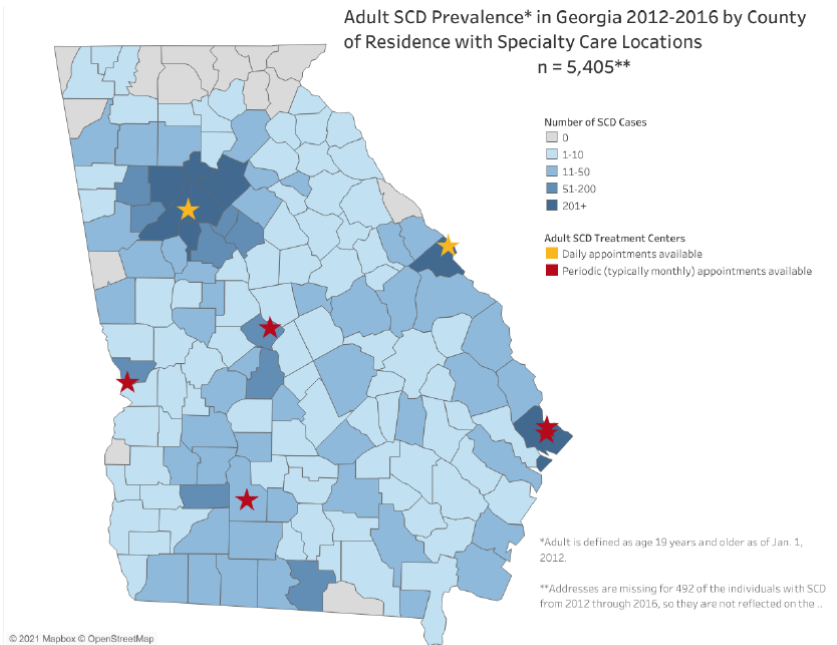 Adult SCD Prevalence* in Georgia 2012-2016 by County
of Residence with Specialty Care Locations
n = 5,405**
Number of SCD Cases
0
1-10
11-50
51-200
201+
Adult SCD Treatment Centers
Daily appointments available
Periodic (typically monthly) appointments available
*Adult is defined as age 19 years and older as of Jan. 1,
2012.
**Addresses are missing for 492 of the individuals with SCD
from 2012 through 2016, so they are not reflected on the ..
© 2021 Mapbox © OpenStreetMap